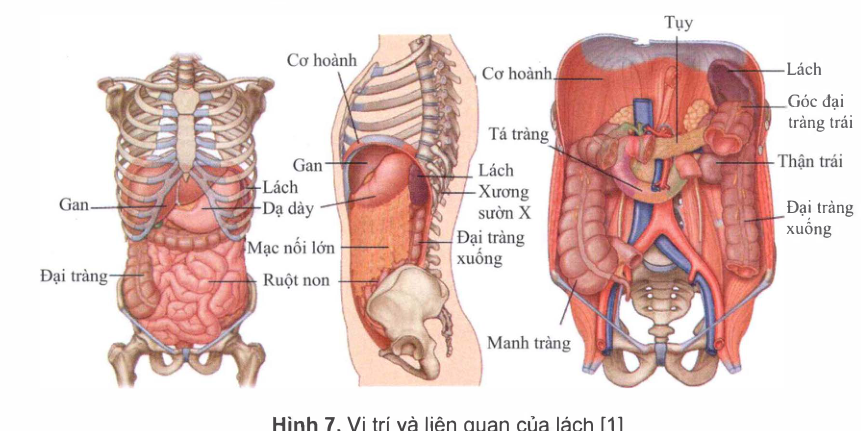 Cơ hoành
Gan
Lách
Dạ dày
Đại tràng
Ruột non
Gan
Lách
Xương
sườn X
Mạc nối lớn
Đại tràng
xuống
Tụy
Cơ hoành
Lách
Góc đại
tràng trái
Tá tràng
Thận trái
Đại tràng
xuống
Manh tràng
Hình 7. Vị trí và liên quan của lách [1]